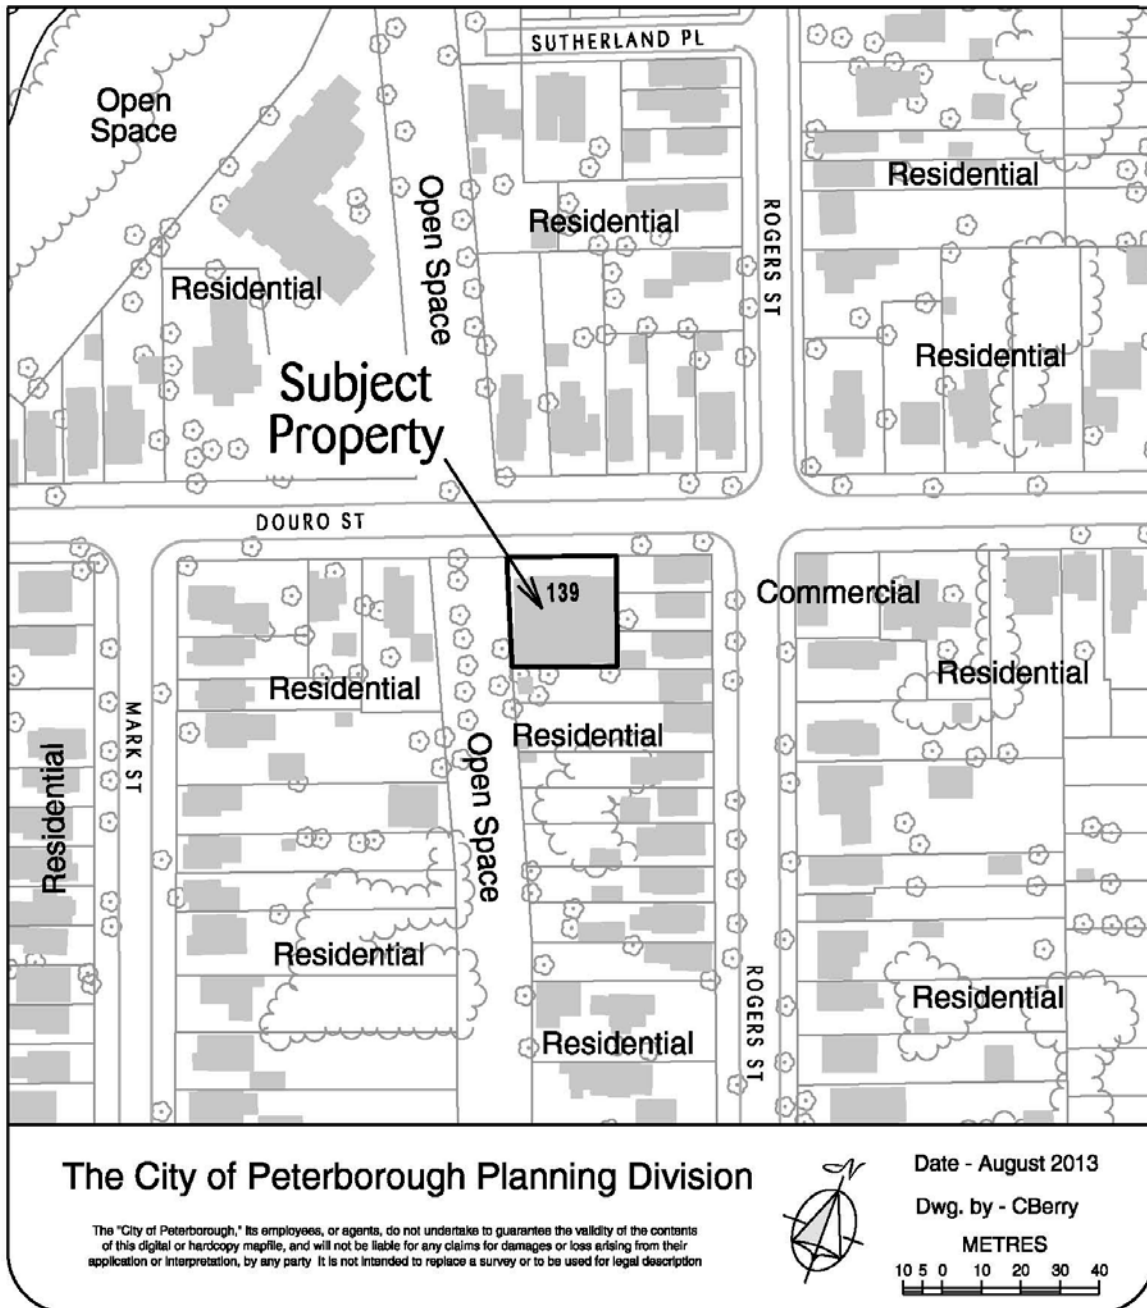 SUTHERLAND PL
Open
Space
Residential
Open Space
Residential
ROGERS ST
Residential
Residential
Subject
Property
DOURO ST
139
Commercial
Residential
Residential
MARK ST
Residential
Open Space
Residential
Residential
ROGERS ST
Residential
Residential
The City of Peterborough Planning Division
The "City of Peterborough," its employees, or agents, do not undertake to guarantee the validity of the contents
of this digital or hardcopy mapfile, and will not be liable for any claims for damages or loss arising from their
application or interpretation, by any party It is not intended to replace a survey or to be used for legal description
N
Date - August 2013
Dwg. by - CBerry
METRES
10 5 0 10 20 30 40